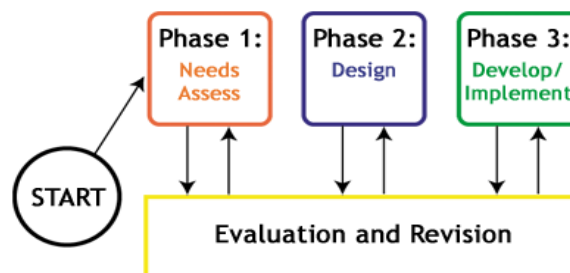 Phase 1:
Needs
Assess
Phase 2:
Design
Phase 3:
Develop/
Implement
START
Evaluation and Revision